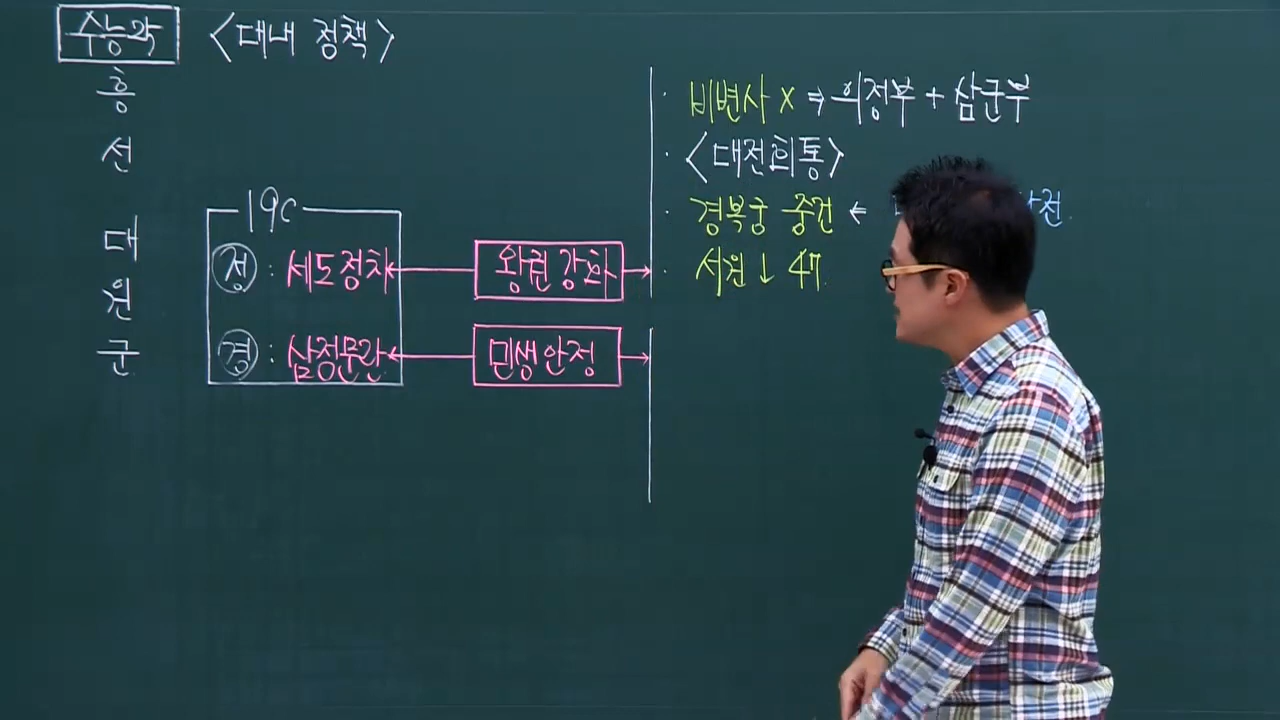 수능날 〈대내 정책〉
흥
선
대
원
군
19c
정 : 세도정치
경 : 삼정문란
왕권 강화
민생안정
· 비변사 x ⇒ 의정부 + 삼군부
· 〈대전회통〉
· 경복궁 중건 ⇐
· 서원 ↓ 47